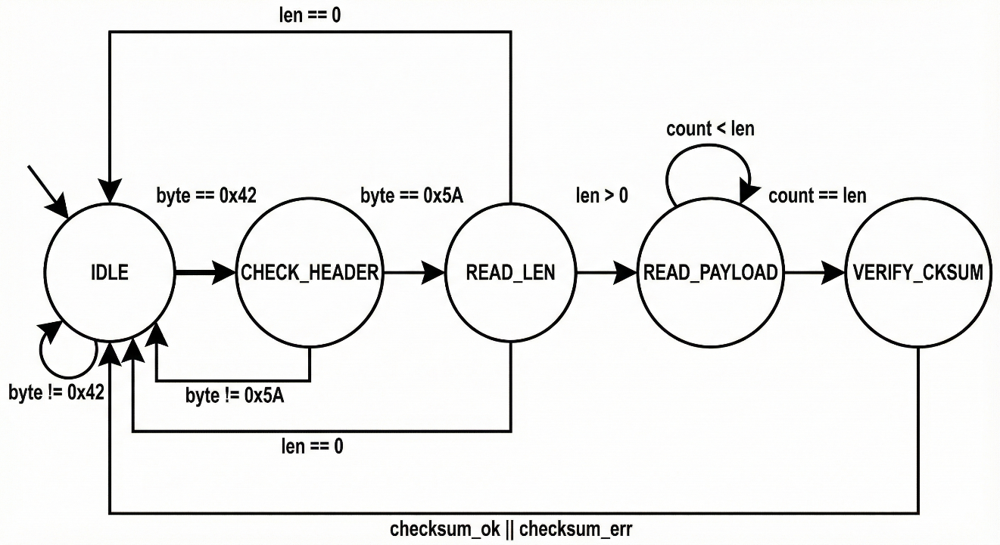 len == 0
count < len
byte == 0x42
byte == 0x5A
len > 0
count == len
IDLE
CHECK_HEADER
READ_LEN
READ_PAYLOAD
VERIFY_CKSUM
byte != 0x42
byte != 0x5A
len == 0
checksum_ok || checksum_err